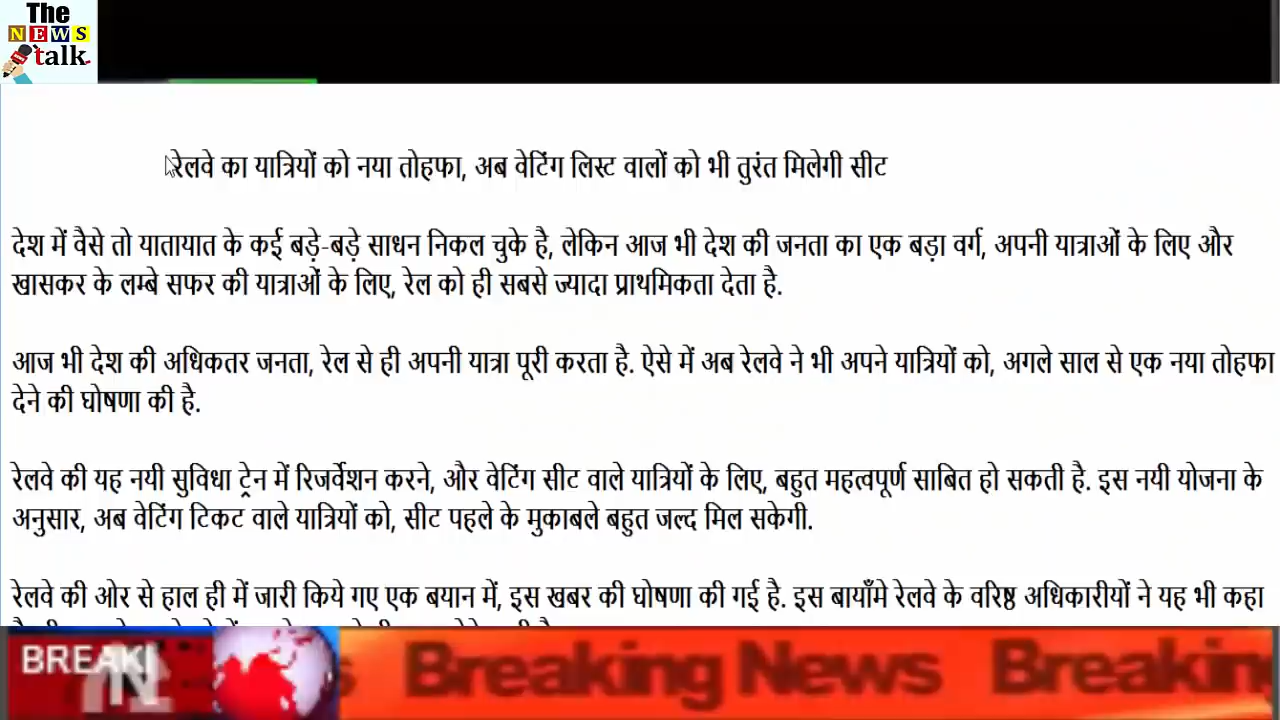 The
NEWS
talk.
रेलवे का यात्रियों को नया तोहफा, अब वेटिंग लिस्ट वालों को भी तुरंत मिलेगी सीट
देश में वैसे तो यातायात के कई बड़े-बड़े साधन निकल चुके है, लेकिन आज भी देश की जनता का एक बड़ा वर्ग, अपनी यात्राओं के लिए और
खासकर के लम्बे सफर की यात्राओं के लिए, रेल को ही सबसे ज्यादा प्राथमिकता देता है.
आज भी देश की अधिकतर जनता, रेल से ही अपनी यात्रा पूरी करता है. ऐसे में अब रेलवे ने भी अपने यात्रियों को, अगले साल से एक नया तोहफा
देने की घोषणा की है.
रेलवे की यह नयी सुविधा ट्रेन में रिजर्वेशन करने, और वेटिंग सीट वाले यात्रियों के लिए, बहुत महत्वपूर्ण साबित हो सकती है. इस नयी योजना के
अनुसार, अब वेटिंग टिकट वाले यात्रियों को, सीट पहले के मुकाबले बहुत जल्द मिल सकेगी.
रेलवे की ओर से हाल ही में जारी किये गए एक बयान में, इस खबर की घोषणा की गई है. इस बायाँमे रेलवे के वरिष्ठ अधिकारीयों ने यह भी कहा
BREAKI
Breaking News Breaking